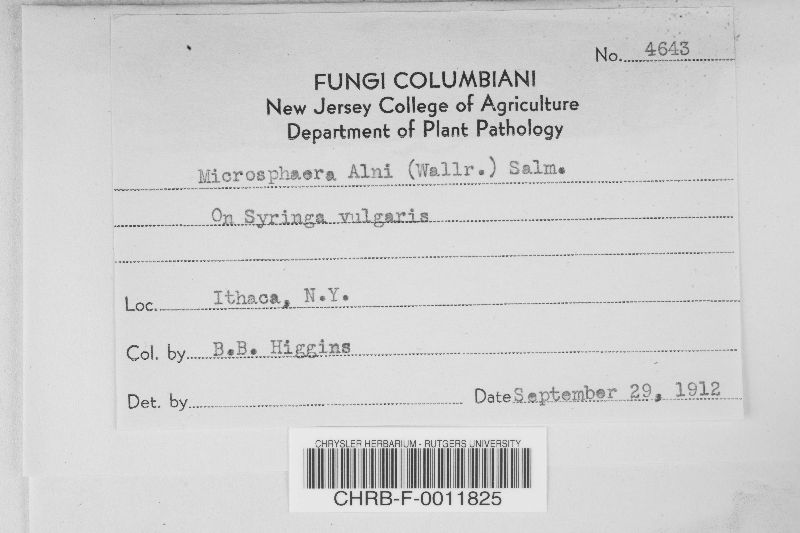 No. 4643
FUNGI COLUMBIANI
New Jersey College of Agriculture
Department of Plant Pathology
Microsphaera Alni (Wallr.) Salm.
On Syringa vulgaris
Loc. Ithaca, N.Y.
Col. by B.B. Higgins
Det. by
Date September 29, 1912
CHRYSLER HERBARIUM - RUTGERS UNIVERSITY
CHRB-F-0011825